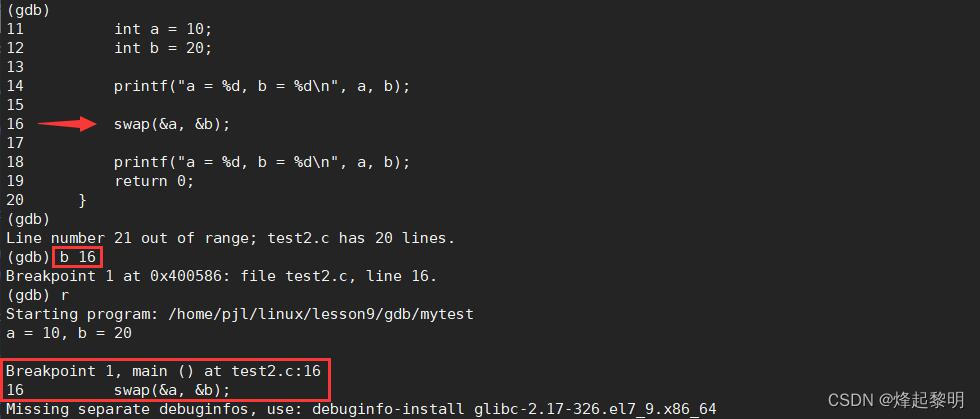 (gdb)
11          int a = 10;
12          int b = 20;
13
14          printf("a = %d, b = %d\n", a, b);
15
16          swap(&a, &b);
17
18          printf("a = %d, b = %d\n", a, b);
19          return 0;
20      }
(gdb)
Line number 21 out of range; test2.c has 20 lines.
(gdb) b 16
Breakpoint 1 at 0x400586: file test2.c, line 16.
(gdb) r
Starting program: /home/pjl/linux/lesson9/gdb/mytest
a = 10, b = 20

Breakpoint 1, main () at test2.c:16
16          swap(&a, &b);
Missing separate debuginfos, use: debuginfo-install glibc-2.17-326.el7_9.x86_64
CSDN @烽起黎明